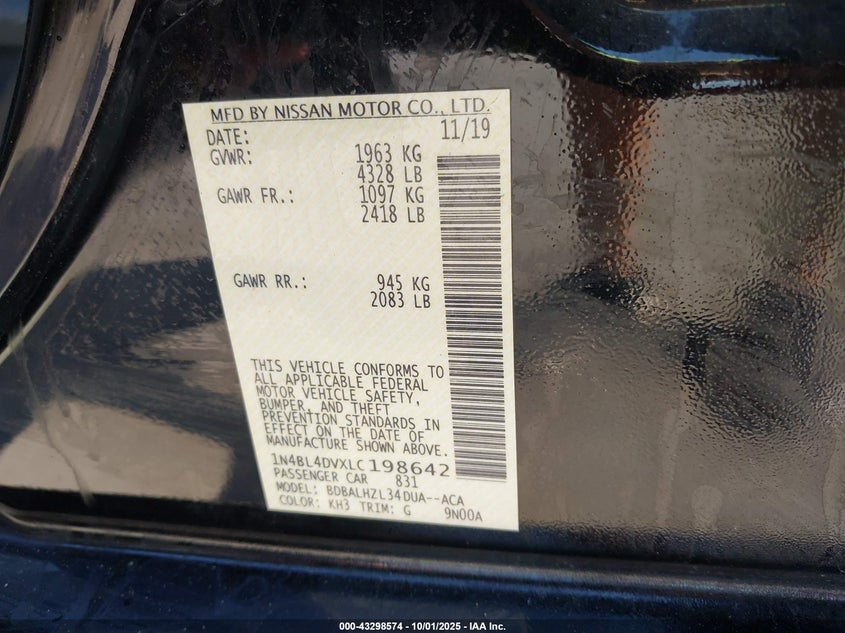 MFD BY NISSAN MOTOR CO., LTD.
DATE: 11/19
GVWR: 1963 KG
4328 LB
GAWR FR.: 1097 KG
2418 LB
GAWR RR.: 945 KG
2083 LB
THIS VEHICLE CONFORMS TO
ALL APPLICABLE FEDERAL
MOTOR VEHICLE SAFETY,
BUMPER, AND THEFT
PREVENTION STANDARDS IN
EFFECT ON THE DATE OF
MANUFACTURE SHOWN ABOVE.
1N4BL4DVXLC198642
PASSENGER CAR 831
MODEL: BDBALHZL34DUA--ACA
COLOR: KH3 TRIM: G 9N00A
000-43298574 - 10/01/2025 - IAA Inc.